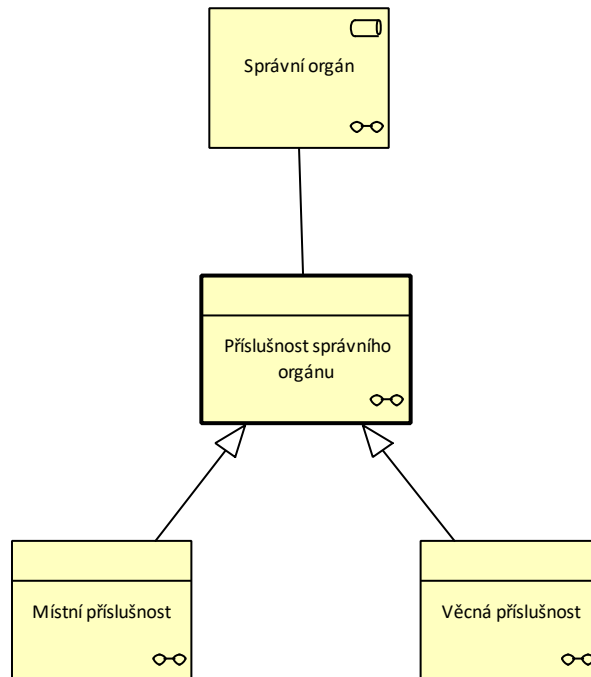 Správní orgán
Příslušnost správního
orgánu
Místní příslušnost
Věcná příslušnost